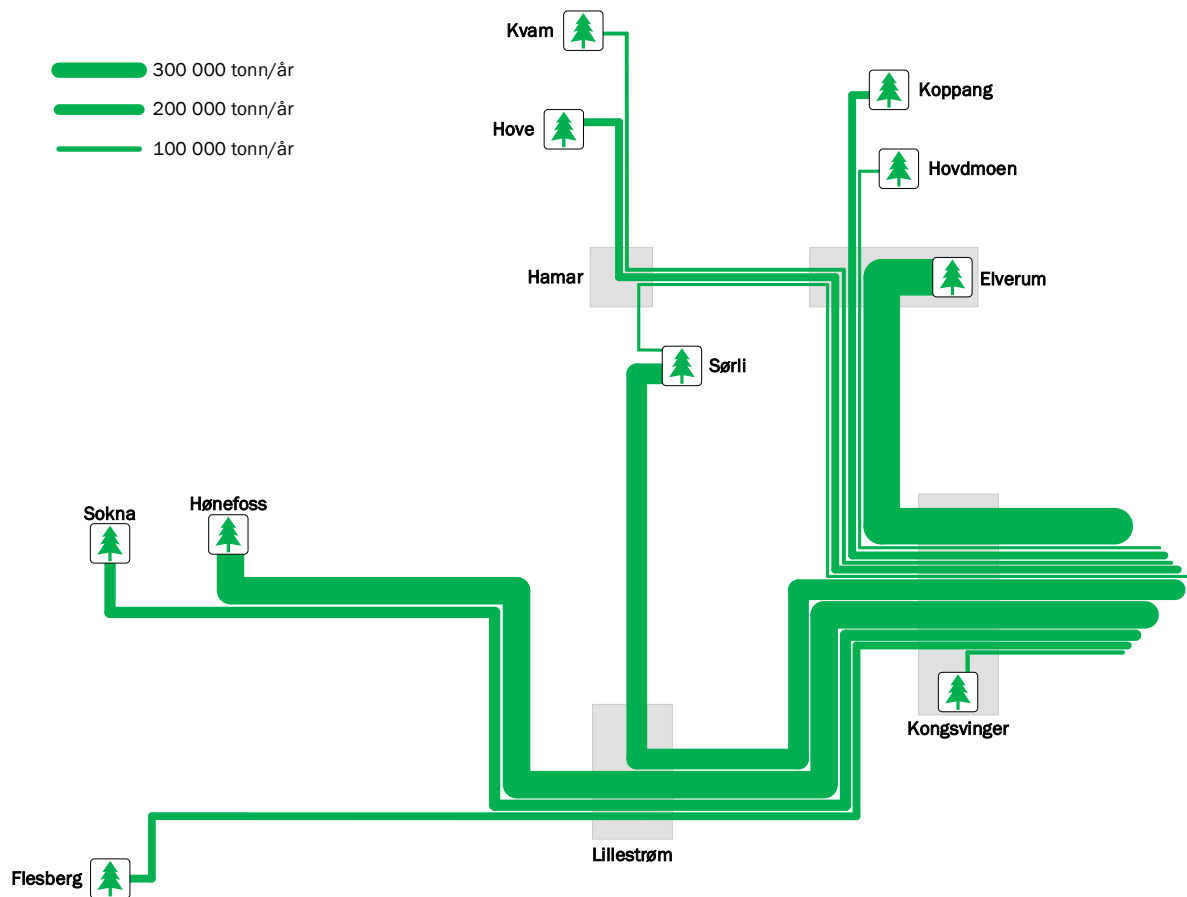 Kvam
300 000 tonn/år
Koppang
200 000 tonn/år
Hove
100 000 tonn/år
Hovdmoen
Hamar
Elverum
Sørli
Hønefoss
Sokna
Kongsvinger
Lillestrøm
Flesberg